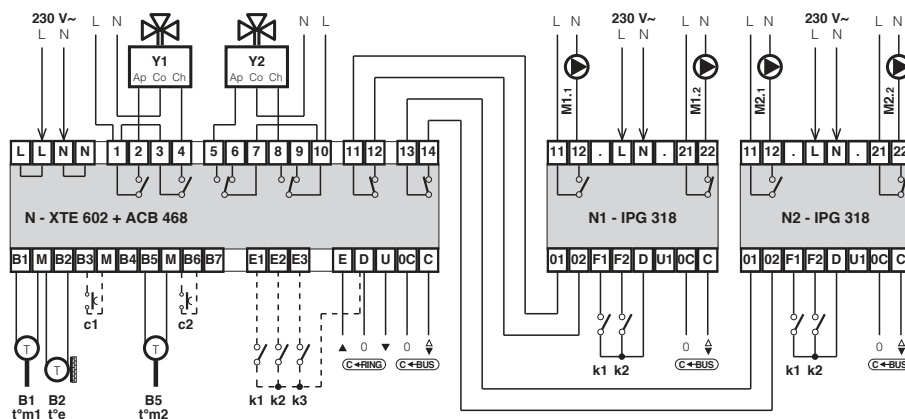 230 V~ L N L N 230 V~ L N 230 V~ L N
L N L N L N L N L N L N
Y1 Y2
Ap Co Ch Ap Co Ch
M1.1 M1.2 M2.1 M2.2
L L N N 1 2 3 4 5 6 7 8 9 10 11 12 13 14 11 12 . L N . 21 22 11 12 . L N . 21 22
N - XTE 602 + ACB 468 N1 - IPG 318 N2 - IPG 318
B1 M B2 B3 M B4 B5 M B6 B7 E1 E2 E3 E D U 0C C 01 02 F1 F2 D U1 0C C 01 02 F1 F2 D U1 0C C
c1 c2
T T T
▲ 0 ▼ 0 0 0
C◄RING C◄BUS k1 k2 C◄BUS k1 k2 C◄BUS
B1 B2 B5 k1 k2 k3
t°m1 t°e t°m2